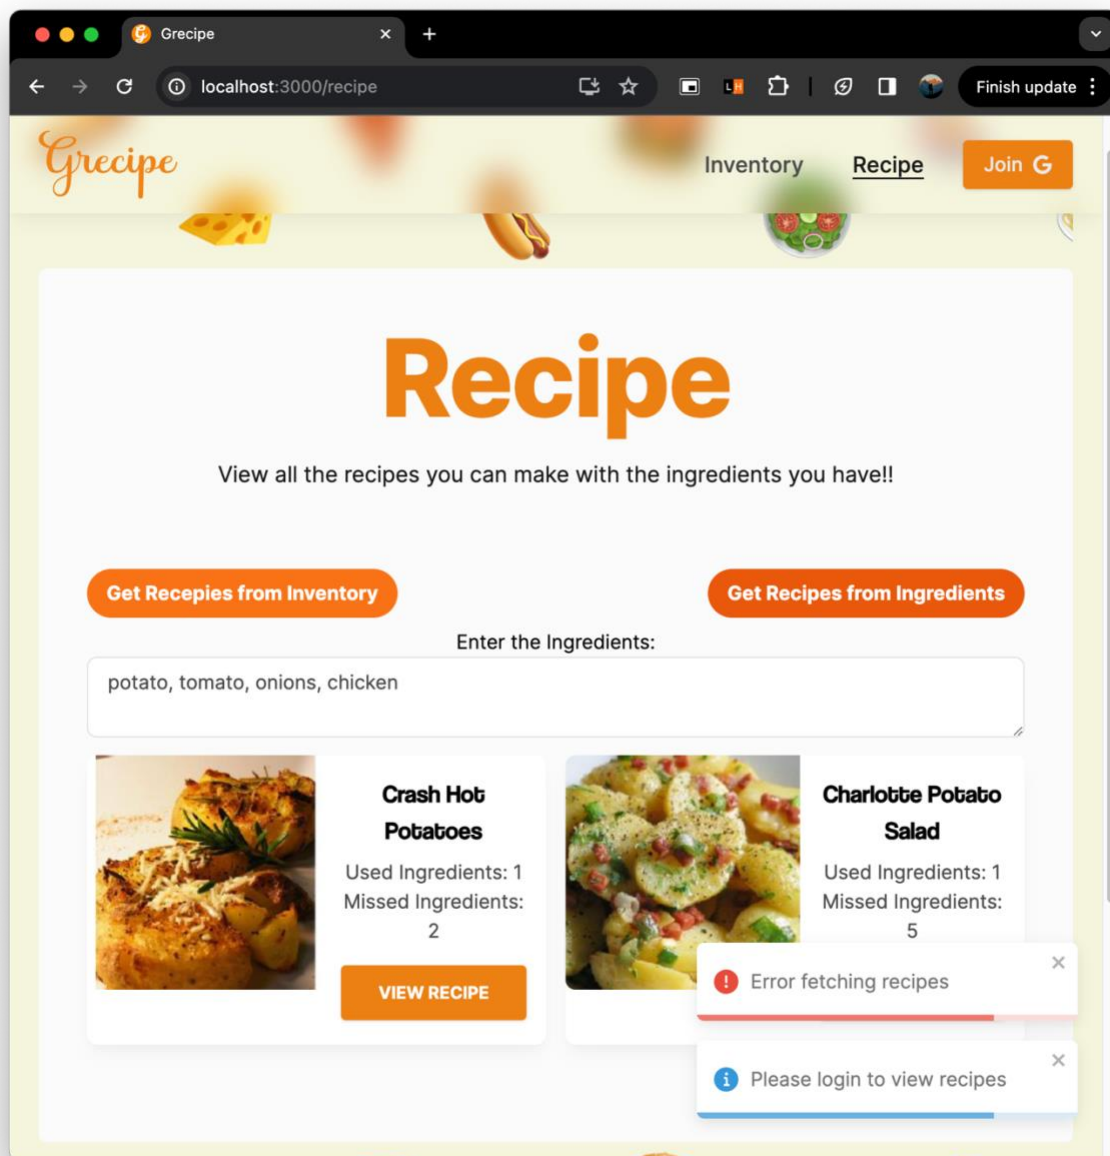 Grecipe
localhost:3000/recipe
LH
Finish update
Grecipe
Inventory
Recipe
Join G
Recipe
View all the recipes you can make with the ingredients you have!!
Get Recepies from Inventory
Get Recipes from Ingredients
Enter the Ingredients:
potato, tomato, onions, chicken
Crash Hot
Potatoes
Used Ingredients: 1
Missed Ingredients:
2
VIEW RECIPE
Charlotte Potato
Salad
Used Ingredients: 1
Missed Ingredients:
5
Error fetching recipes
Please login to view recipes